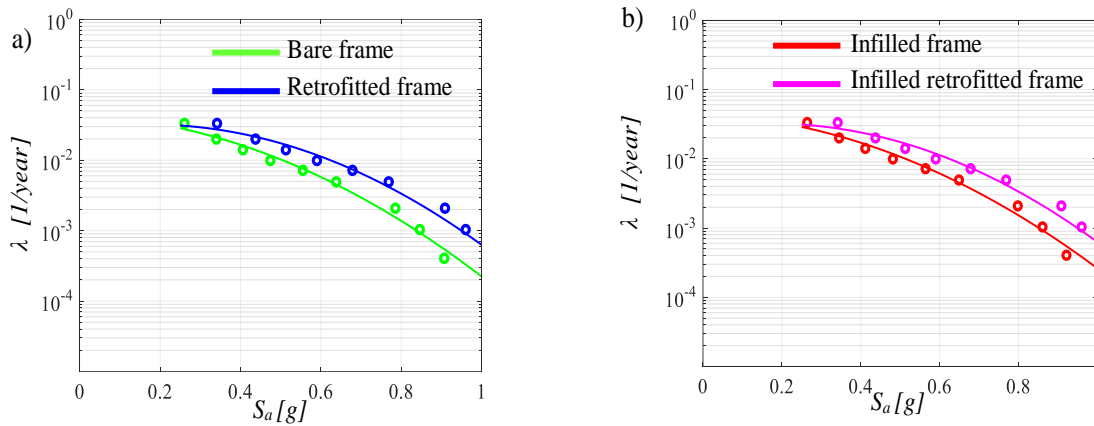 a)
Bare frame
Retrofitted frame
10^0
10^-1
10^-2
10^-3
10^-4
λ [1/year]
0 0.2 0.4 0.6 0.8 1
S_a [g]
b)
Infilled frame
Infilled retrofitted frame
10^0
10^-1
10^-2
10^-3
10^-4
λ [1/year]
0 0.2 0.4 0.6 0.8
S_a [g]